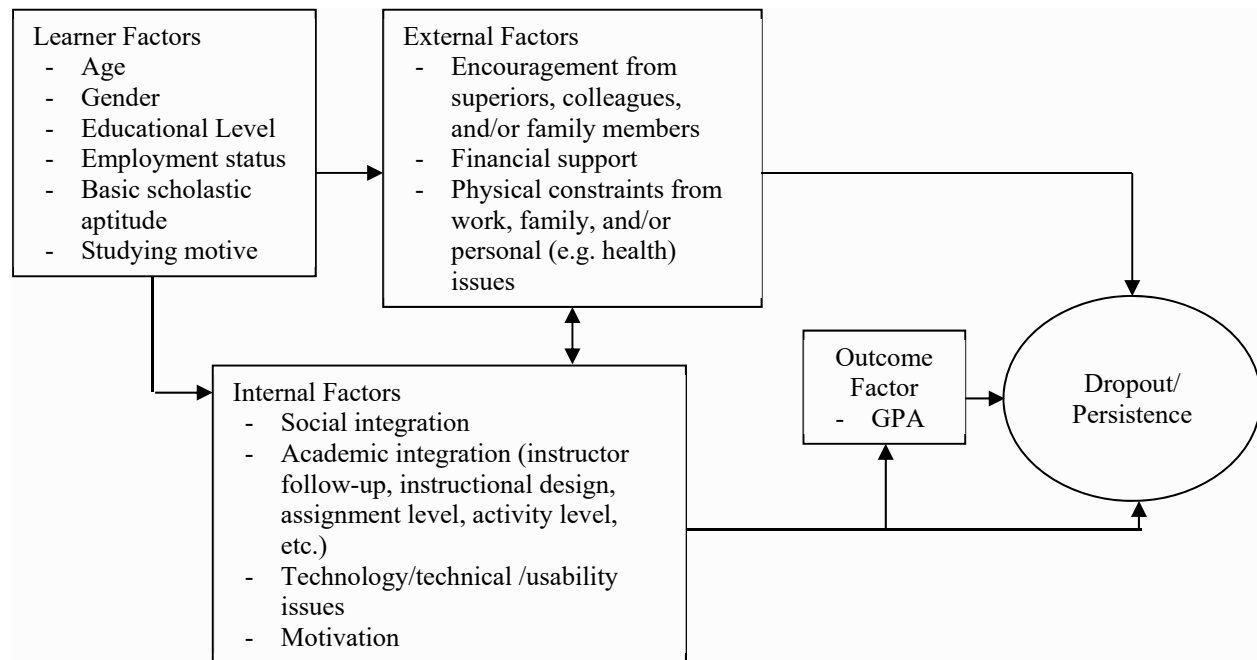 Learner Factors
- Age
- Gender
- Educational Level
- Employment status
- Basic scholastic
aptitude
- Studying motive
External Factors
- Encouragement from
superiors, colleagues,
and/or family members
- Financial support
- Physical constraints from
work, family, and/or
personal (e.g. health)
issues
Internal Factors
- Social integration
- Academic integration (instructor
follow-up, instructional design,
assignment level, activity level,
etc.)
- Technology/technical /usability
issues
- Motivation
Outcome
Factor
- GPA
Dropout/
Persistence